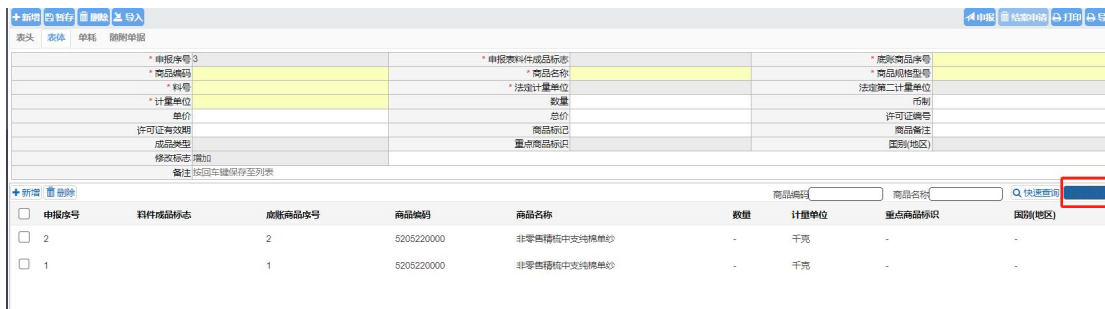 新增 暂存 删除 导入 申报 结案申请 打印 导
表头 表体 单耗 随附单据
* 申报序号 3 * 申报表料件成品标志 * 底账商品序号
* 商品编码 * 商品名称 * 商品规格型号
* 料号 * 法定计量单位 法定第二计量单位
* 计量单位 数量 币制
单价 总价 许可证编号
许可证有效期 商品标记 商品备注
成品类型 重点商品标识 国别(地区)
修改标志 增加
备注 按回车键保存至列表
新增 删除 商品编码 商品名称 快速查询
申报序号 料件成品标志 底账商品序号 商品编码 商品名称 数量 计量单位 重点商品标识 国别(地区)
2 2 5205220000 非零售精梳中支纯棉单纱 - 千克 - -
1 1 5205220000 非零售精梳中支纯棉单纱 - 千克 - -